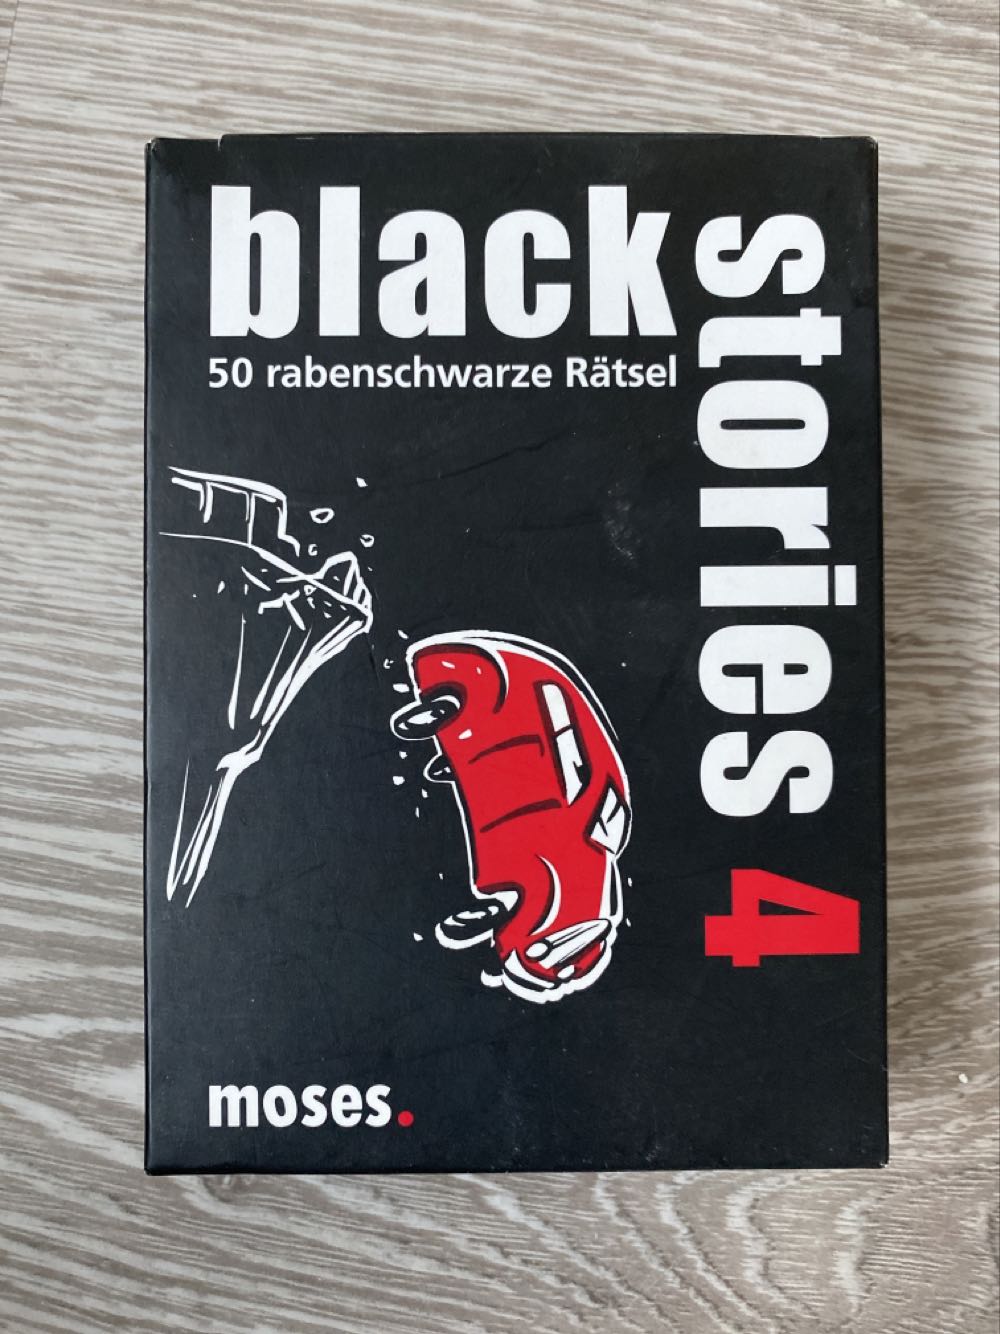 black
stories 4
50 rabenschwarze Rätsel
moses.